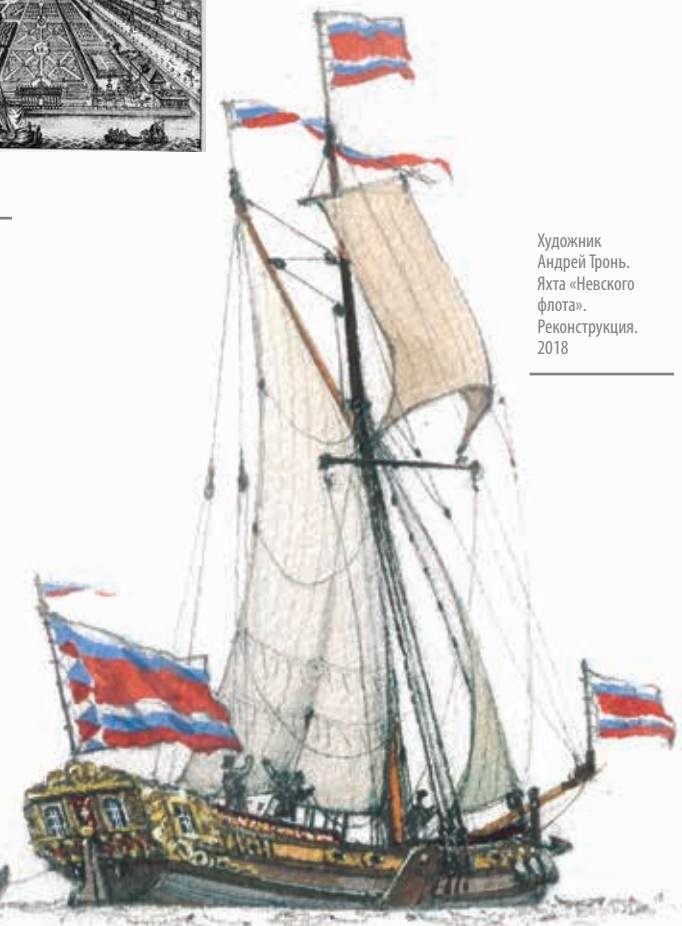 Художник
Андрей Тронь.
Яхта «Невского
флота».
Реконструкция.
2018